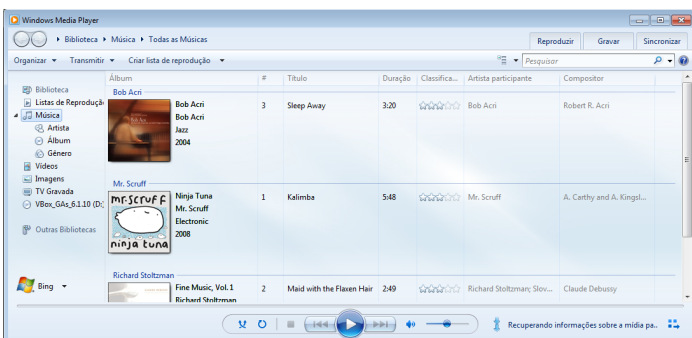 Windows Media Player
Biblioteca Música Todas as Músicas
Reproduzir Gravar Sincronizar
Organizar Transmitir Criar lista de reprodução Pesquisar
Álbum # Título Duração Classifica... Artista participante Compositor
Biblioteca
Listas de Reproduçã
Música
Artista
Álbum
Gênero
Vídeos
Imagens
TV Gravada
VBox_GAs_6.1.10 (D:)
Outras Bibliotecas
Bing
Bob Acri
Bob Acri 3 Sleep Away 3:20 Bob Acri Robert R. Acri
Bob Acri
Jazz
2004
Mr. Scruff
mr.scruff
ninja tuna
Ninja Tuna 1 Kalimba 5:48 Mr. Scruff A. Carthy and A. Kingsl...
Mr. Scruff
Electronic
2008
Richard Stoltzman
Fine Music, Vol. 1 2 Maid with the Flaxen Hair 2:49 Richard Stoltzman; Slov... Claude Debussy
Richard Stoltzman
Recuperando informações sobre a mídia pa..